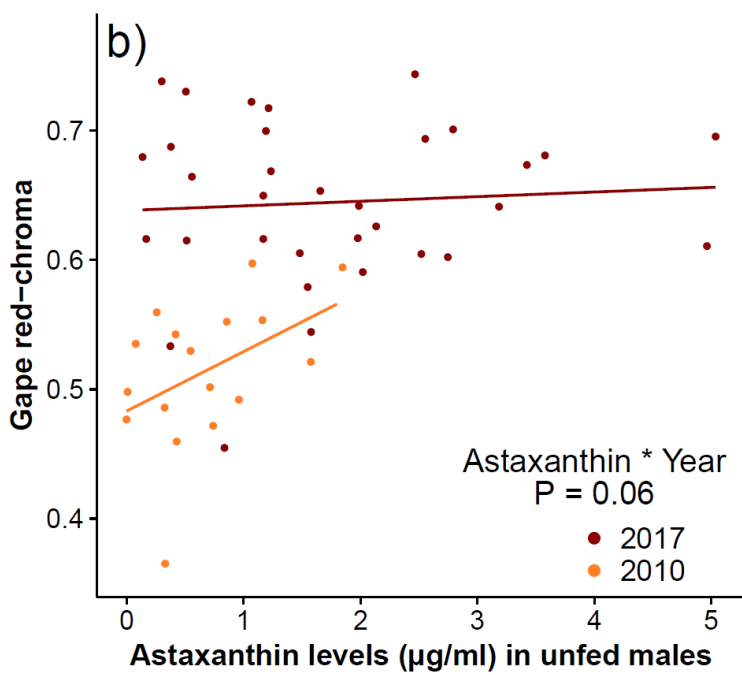 b)
0.7
0.6
0.5
0.4
Gape red−chroma
Astaxanthin * Year
P = 0.06
2017
2010
0 1 2 3 4 5
Astaxanthin levels (μg/ml) in unfed males